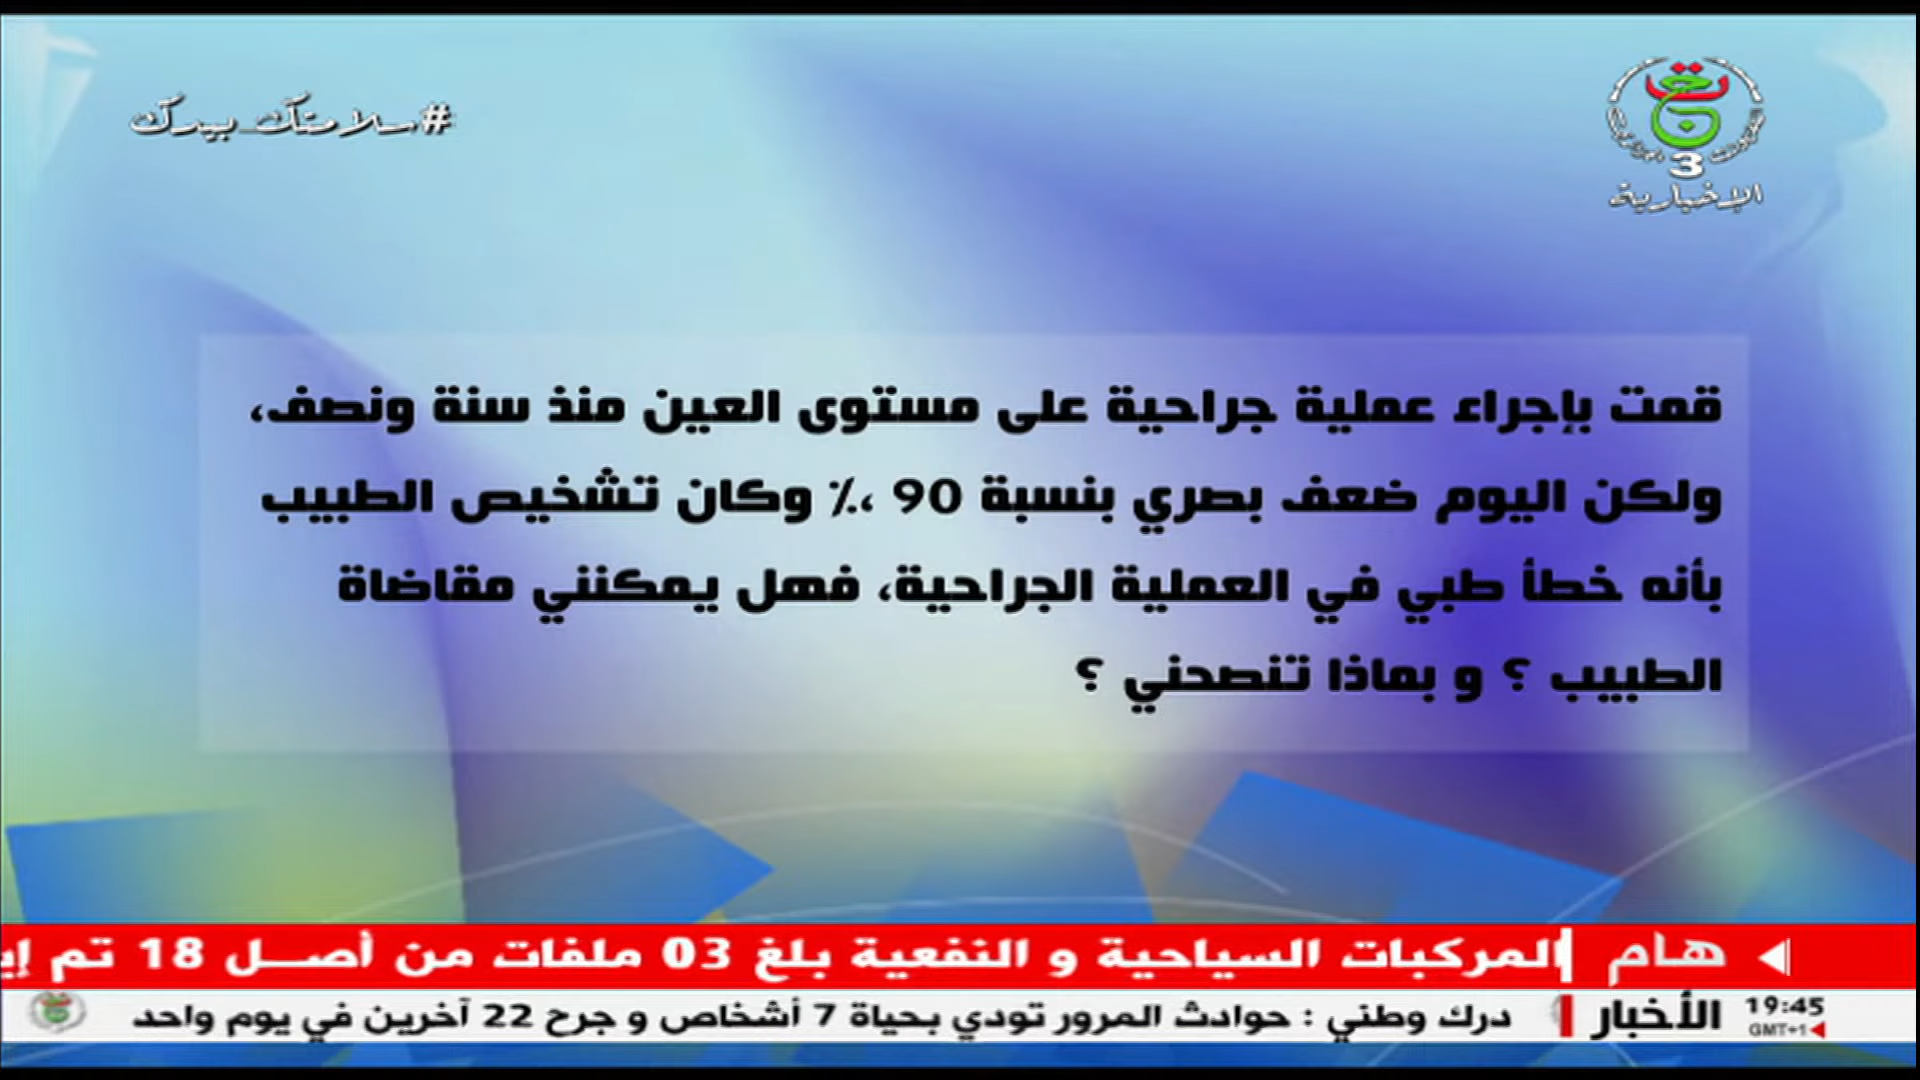 #سلامتك_بيدك
3
الإخبارية
قمت بإجراء عملية جراحية على مستوى العين منذ سنة ونصف،
ولكن اليوم ضعف بصري بنسبة 90 ،٪ وكان تشخيص الطبيب
بأنه خطأ طبي في العملية الجراحية، فهل يمكنني مقاضاة
الطبيب ؟ و بماذا تنصحني ؟
هام
المركبات السياحية و النفعية بلغ 03 ملفات من أصل 18 تم
19:45
GMT+1
الأخبار
درك وطني : حوادث المرور تودي بحياة 7 أشخاص و جرح 22 آخرين في يوم واحد